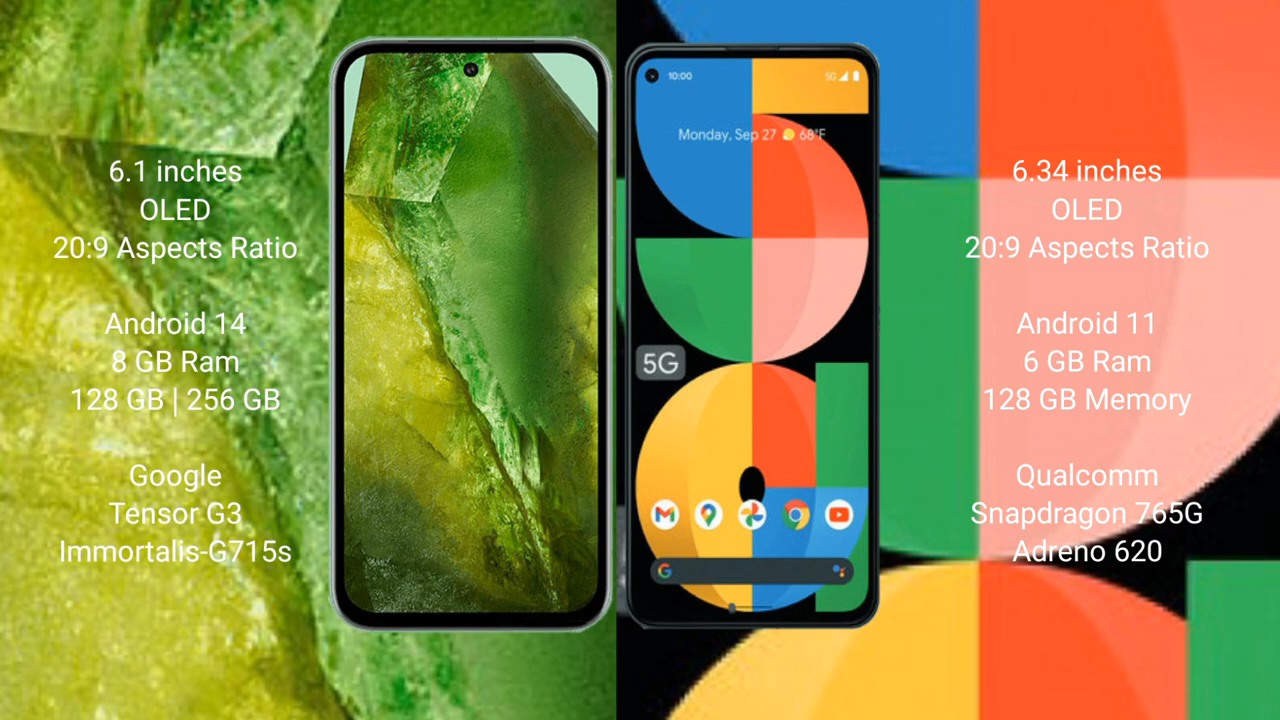 6.1 inches
OLED
20:9 Aspects Ratio
Android 14
8 GB Ram
128 GB | 256 GB
Google
Tensor G3
Immortalis-G715s
10:00
5G
Monday, Sep 27 68°F
5G
6.34 inches
OLED
20:9 Aspects Ratio
Android 11
6 GB Ram
128 GB Memory
Qualcomm
Snapdragon 765G
Adreno 620